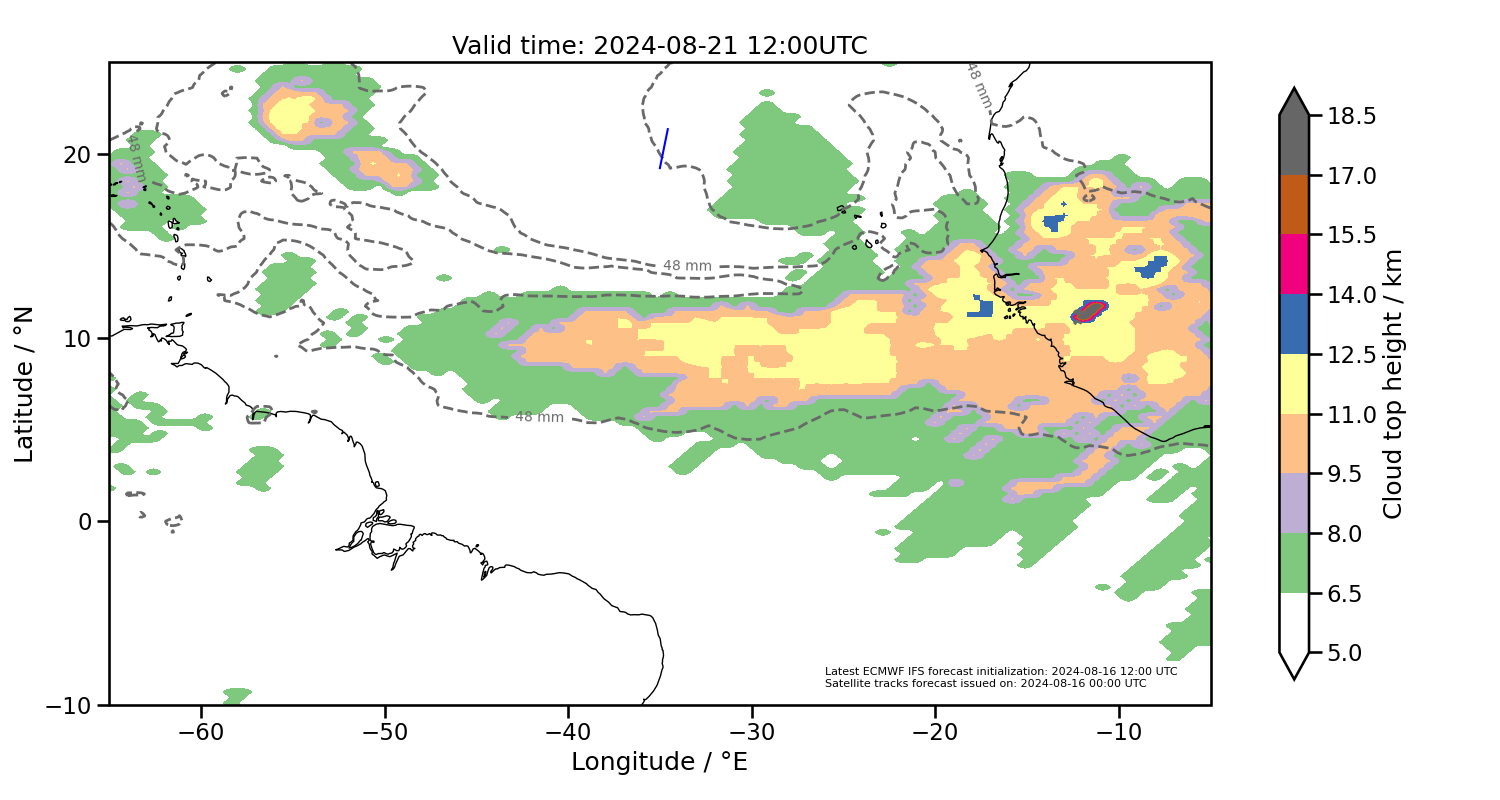 Valid time: 2024-08-21 12:00UTC
48 mm
48 mm
48 mm
48 mm
Latest ECMWF IFS forecast initialization: 2024-08-16 12:00 UTC
Satellite tracks forecast issued on: 2024-08-16 00:00 UTC
20
10
0
−10
Latitude / °N
−60
−50
−40
−30
−20
−10
Longitude / °E
18.5
17.0
15.5
14.0
12.5
11.0
9.5
8.0
6.5
5.0
Cloud top height / km